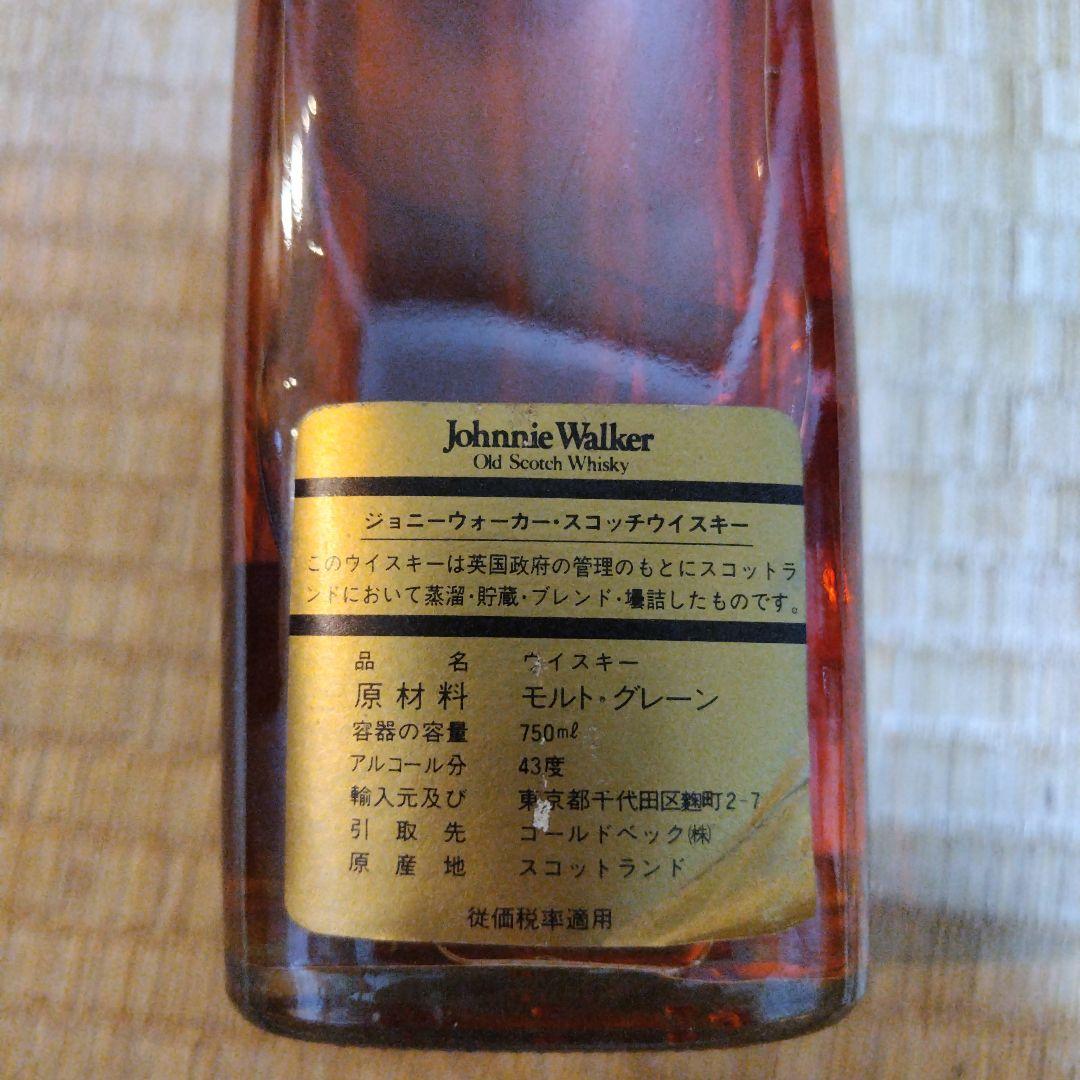 Johnnie Walker
Old Scotch Whisky
ジョニーウォーカー・スコッチウイスキー
このウイスキーは英国政府の管理のもとにスコットラ
ンドにおいて蒸溜・貯蔵・ブレンド・壜詰したものです。
品名 ウイスキー
原材料 モルト・グレーン
容器の容量 750mℓ
アルコール分 43度
輸入元及び 東京都千代田区麹町2-7
引取先 コールドベック㈱
原産地 スコットランド
従価税率適用